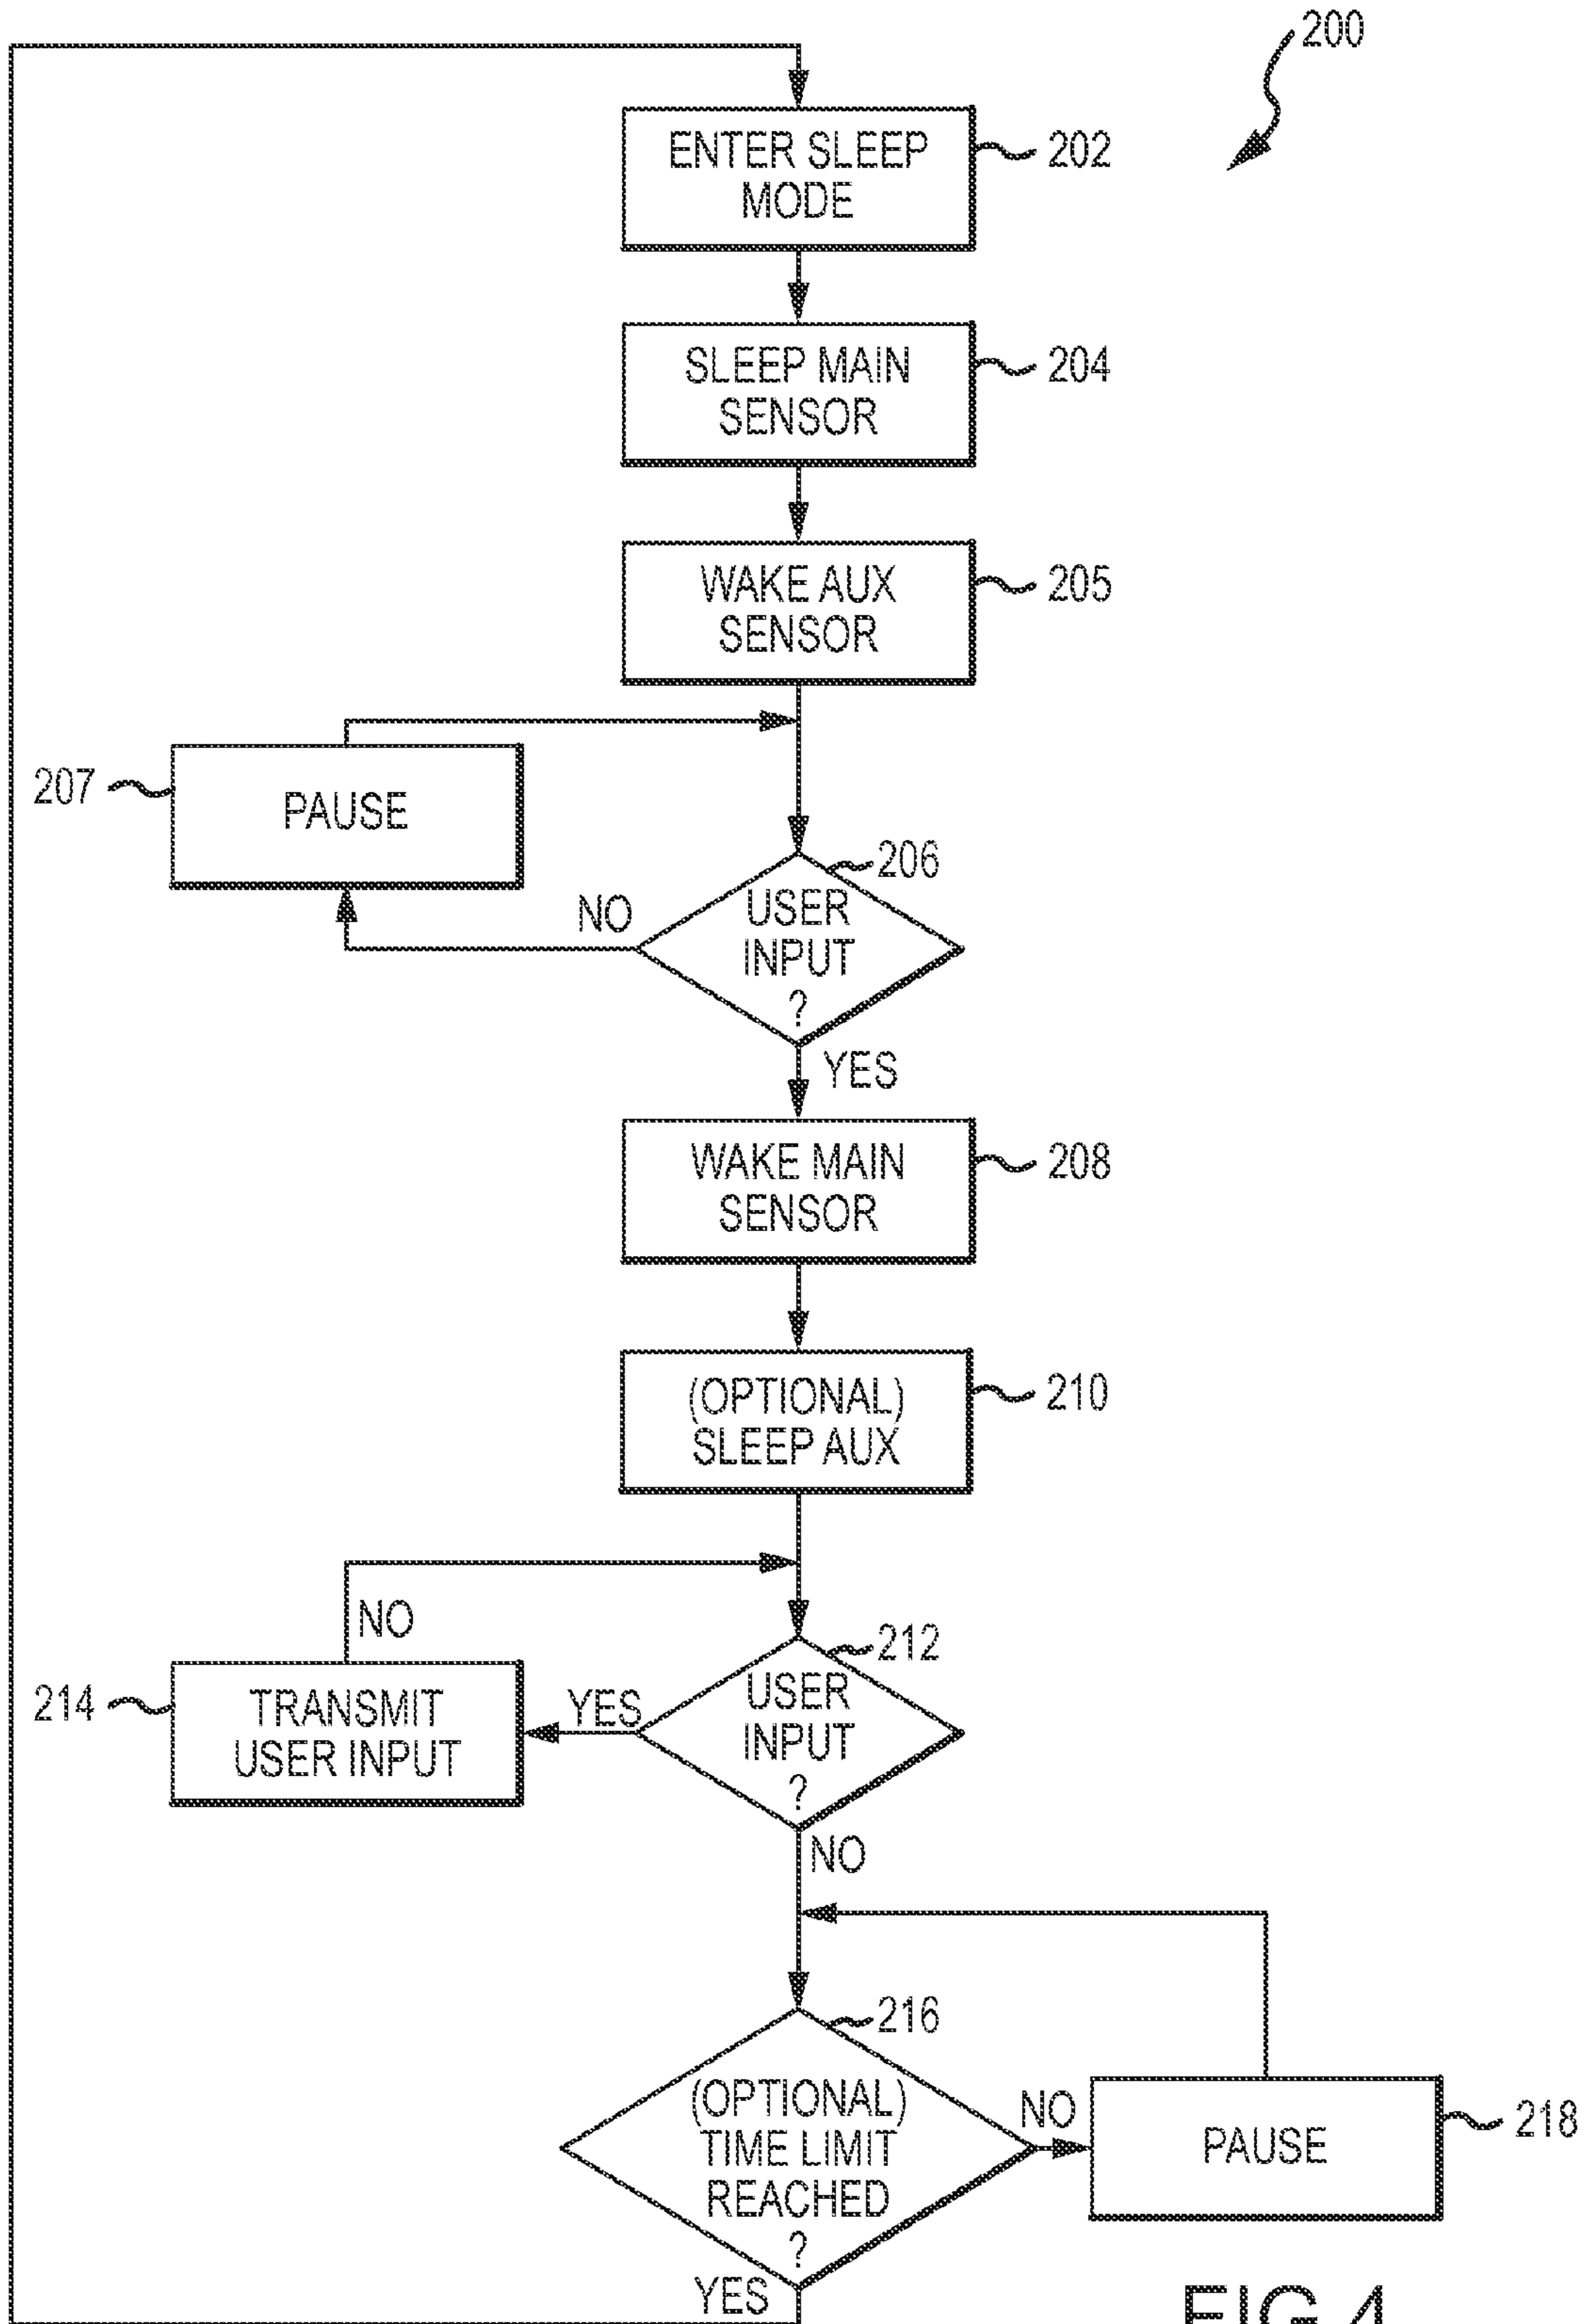 200
ENTER SLEEP
MODE
202
SLEEP MAIN
SENSOR
204
WAKE AUX
SENSOR
205
207
PAUSE
206
USER
INPUT
?
NO
YES
WAKE MAIN
SENSOR
208
(OPTIONAL)
SLEEP AUX
210
NO
212
USER
INPUT
?
YES
214
TRANSMIT
USER INPUT
NO
216
(OPTIONAL)
TIME LIMIT
REACHED
?
NO
PAUSE
218
YES
FIG.4